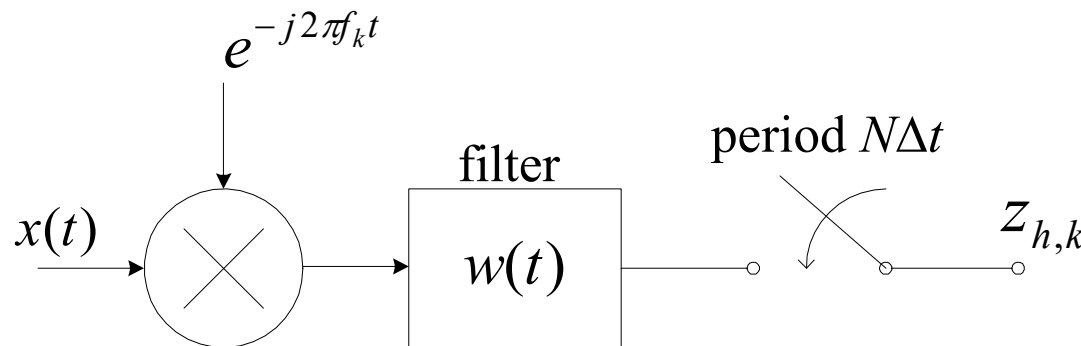 e^{-j2πf_k t}
period NΔt
filter
x(t)
w(t)
z_{h,k}